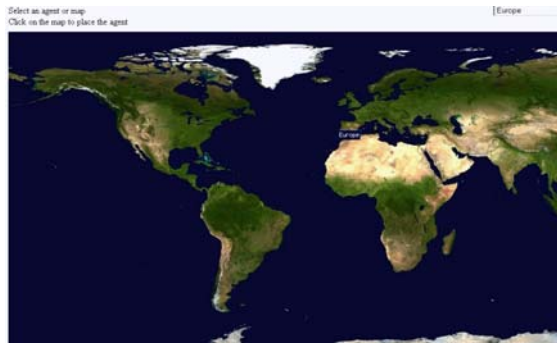 Select an agent or map
Europe
Click on the map to place the agent
Europe